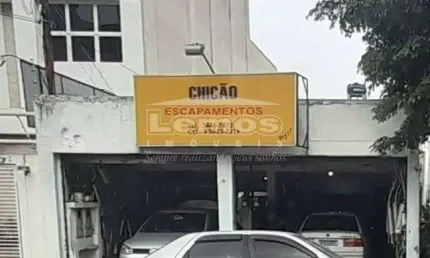 CHICÃO
ESCAPAMENTOS
Lemos
IMÓVEIS
Sempre realizando seus sonhos